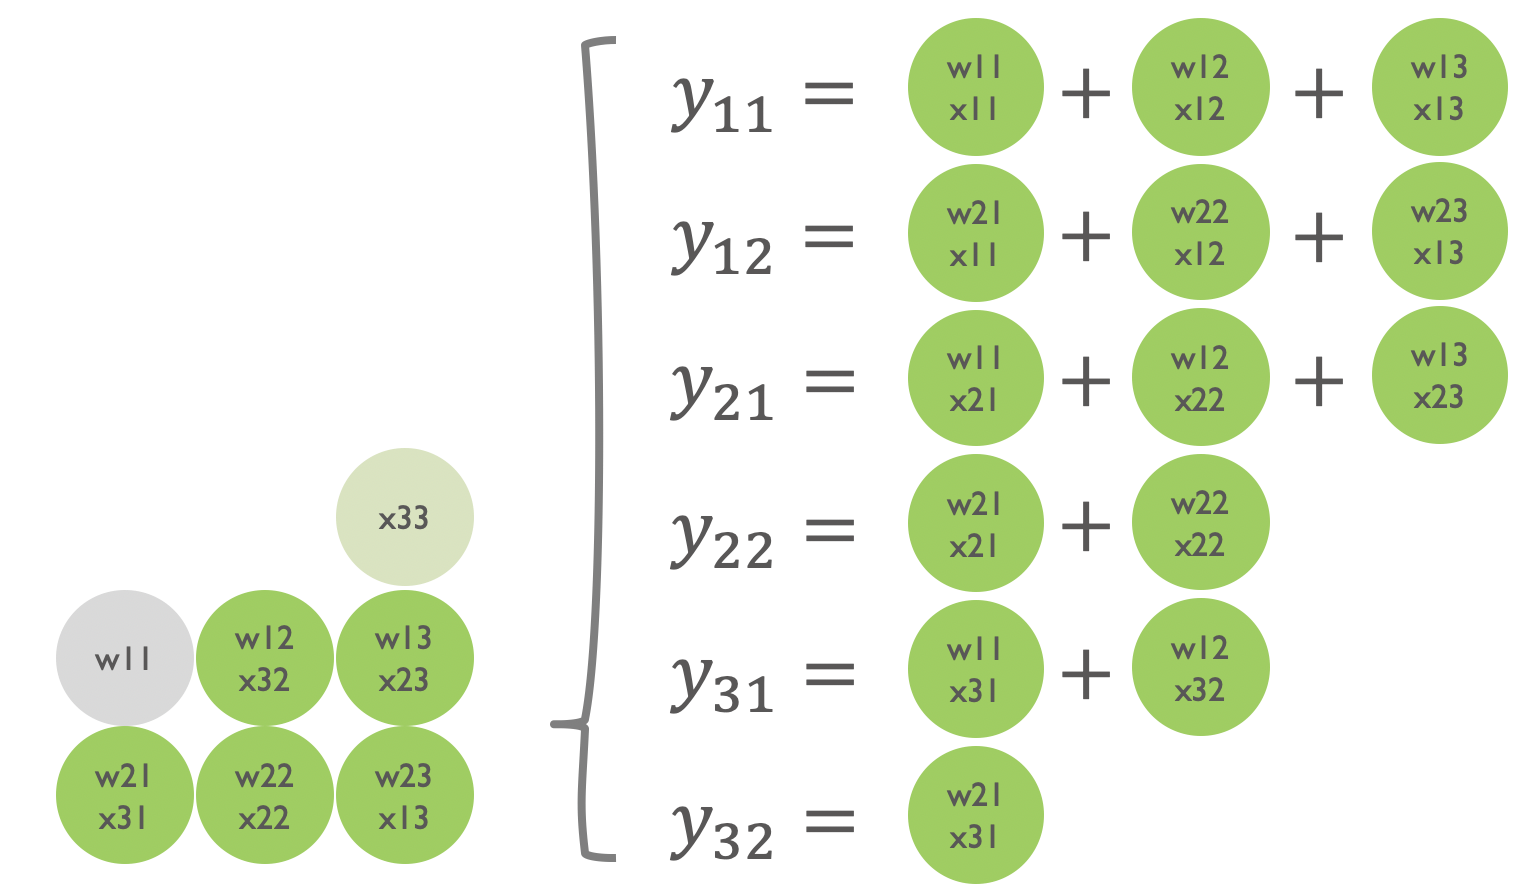 x33
w11
w12
x32
w13
x23
w21
x31
w22
x22
w23
x13
y11 =
w11
x11
+
w12
x12
+
w13
x13
y12 =
w21
x11
+
w22
x12
+
w23
x13
y21 =
w11
x21
+
w12
x22
+
w13
x23
y22 =
w21
x21
+
w22
x22
y31 =
w11
x31
+
w12
x32
y32 =
w21
x31